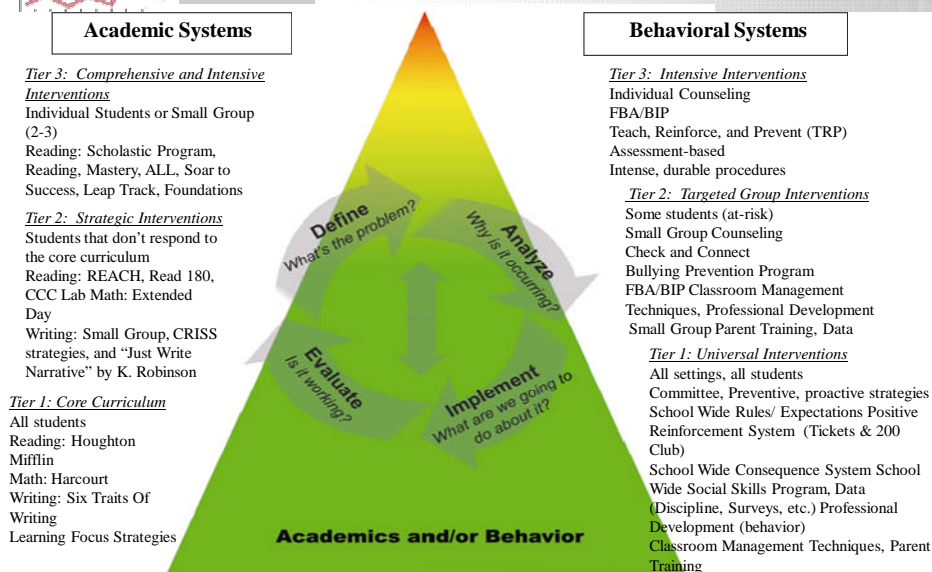 Academic Systems
Tier 3:  Comprehensive and Intensive
Interventions
Individual Students or Small Group
(2-3)
Reading: Scholastic Program,
Reading, Mastery, ALL, Soar to
Success, Leap Track, Foundations
Tier 2:  Strategic Interventions
Students that don’t respond to
the core curriculum
Reading: REACH, Read 180,
CCC Lab Math: Extended
Day
Writing: Small Group, CRISS
strategies, and “Just Write
Narrative” by K. Robinson
Tier 1: Core Curriculum
All students
Reading: Houghton
Mifflin
Math: Harcourt
Writing: Six Traits Of
Writing
Learning Focus Strategies
Define
What's the problem?
Analyze
Why is it occurring?
Implement
What are we going to
do about it?
Evaluate
Is it working?
Academics and/or Behavior
Behavioral Systems
Tier 3:  Intensive Interventions
Individual Counseling
FBA/BIP
Teach, Reinforce, and Prevent (TRP)
Assessment-based
Intense, durable procedures
Tier 2:  Targeted Group Interventions
Some students (at-risk)
Small Group Counseling
Check and Connect
Bullying Prevention Program
FBA/BIP Classroom Management
Techniques, Professional Development
Small Group Parent Training, Data
Tier 1: Universal Interventions
All settings, all students
Committee, Preventive, proactive strategies
School Wide Rules/ Expectations Positive
Reinforcement System  (Tickets & 200
Club)
School Wide Consequence System School
Wide Social Skills Program, Data
(Discipline, Surveys, etc.) Professional
Development (behavior)
Classroom Management Techniques, Parent
Training